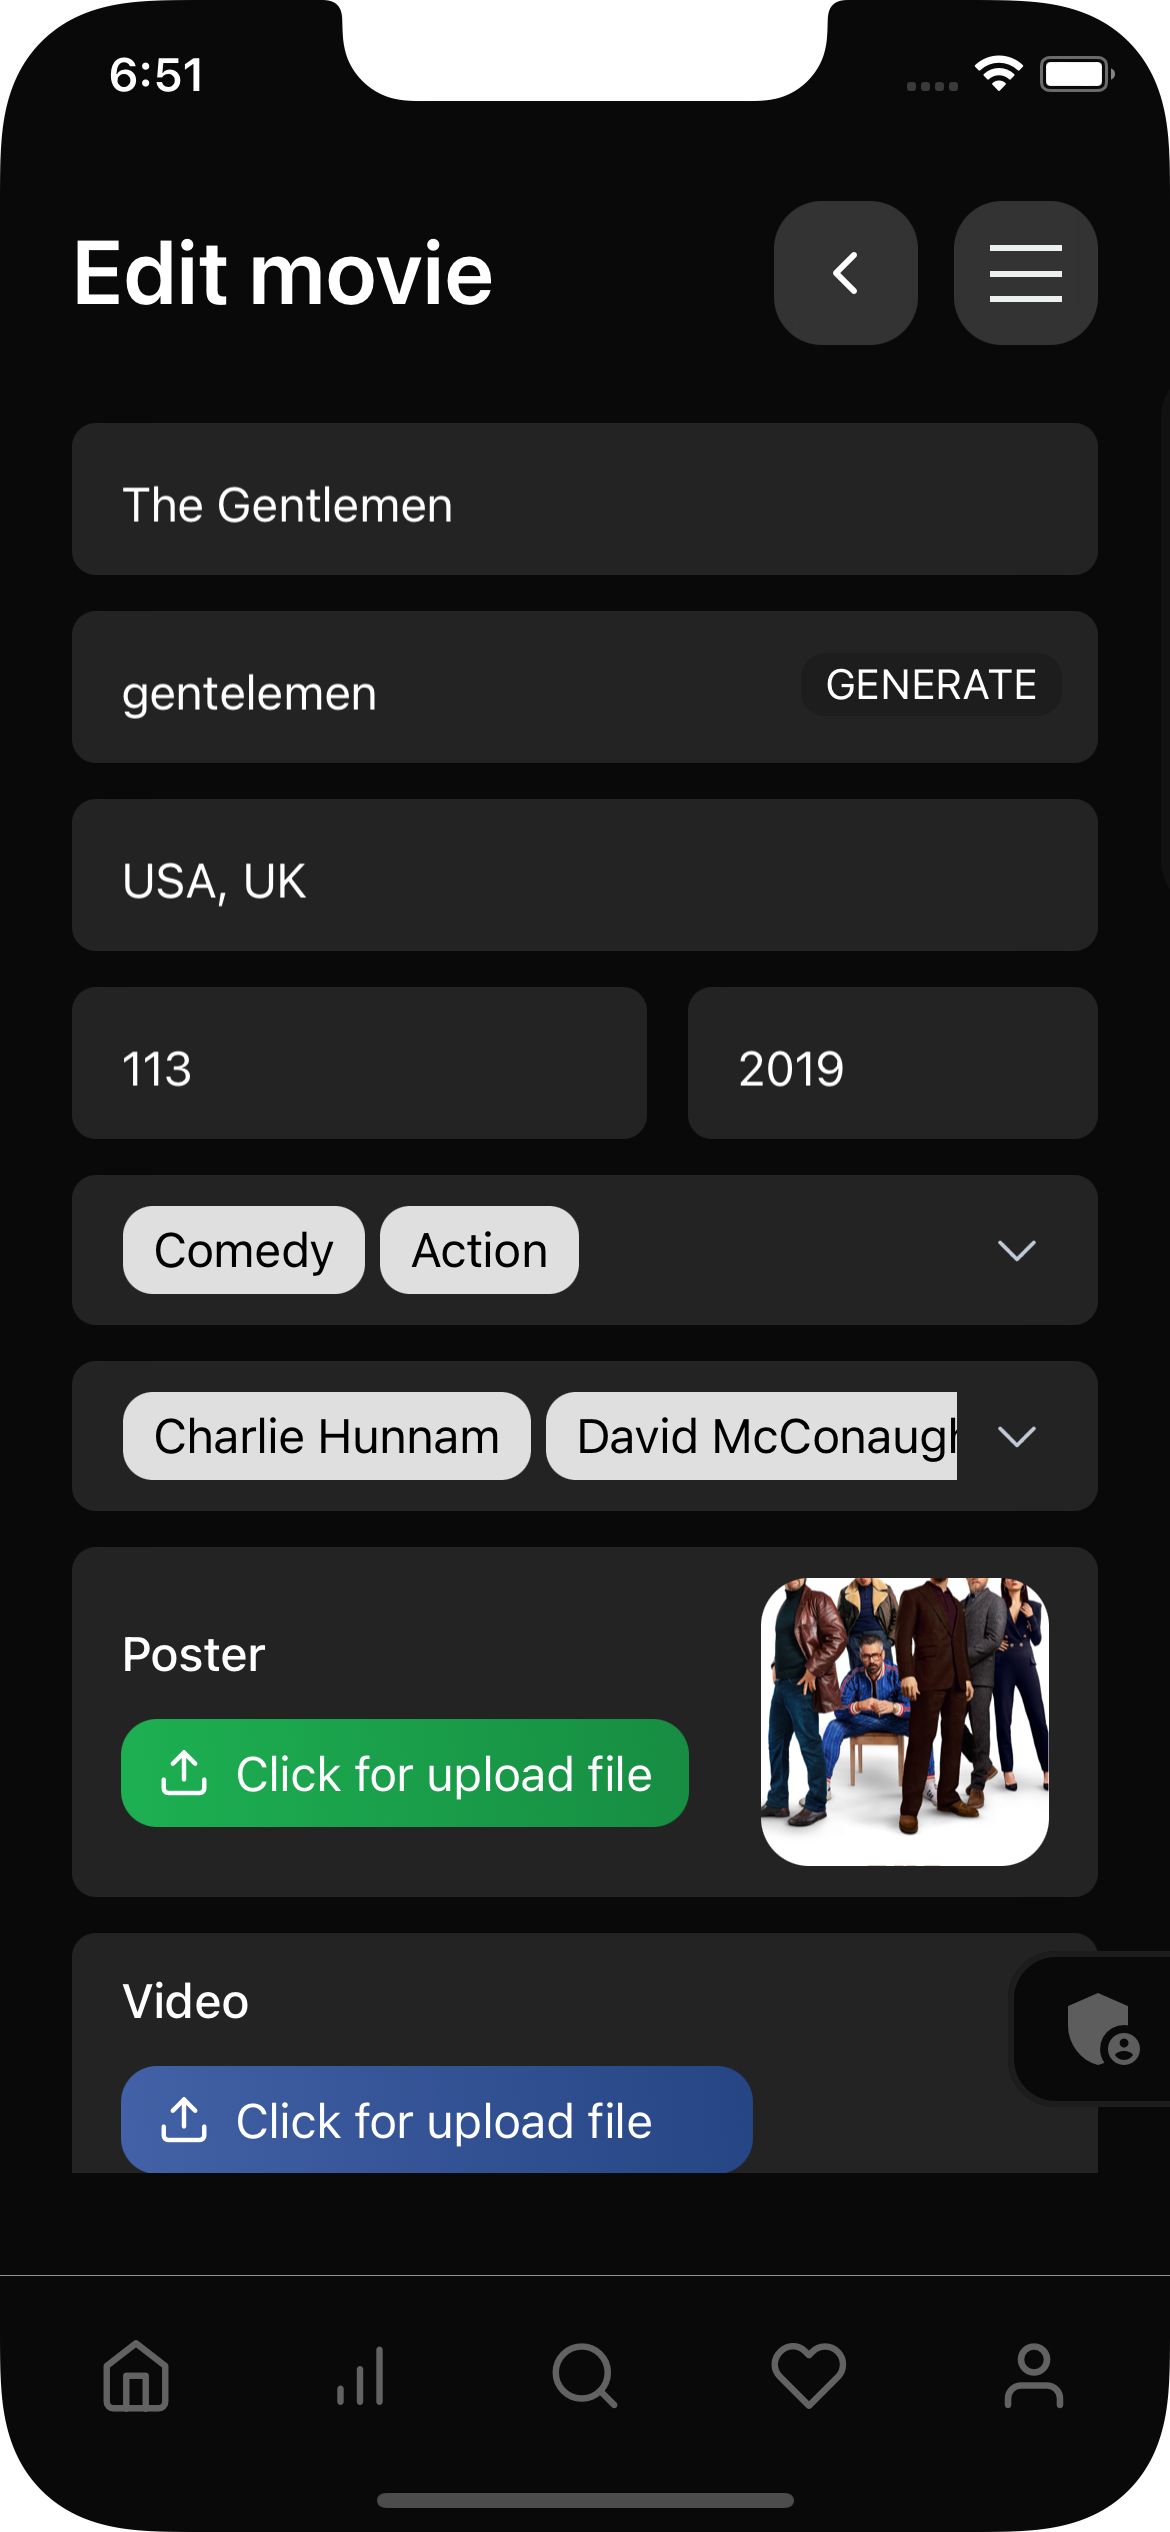 6:51
Edit movie
The Gentlemen
gentelemen
GENERATE
USA, UK
113
2019
Comedy
Action
Charlie Hunnam
David McConaugh
Poster
Click for upload file
Video
Click for upload file